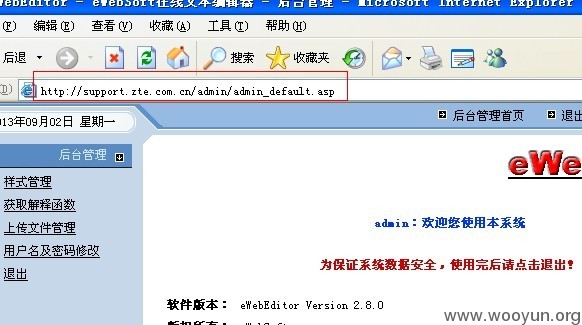 WebEditor - eWebSoft在线文本编辑器 - 后台管理 - Microsoft Internet Explorer
(F) 编辑(E) 查看(V) 收藏(A) 工具(T) 帮助(H)
后退 搜索 收藏夹
http://support.zte.com.cn/admin/admin_default.asp
013年09月02日 星期一
后台管理首页 退
后台管理
样式管理
获取解释函数
上传文件管理
用户名及密码修改
退出
eWe
admin：欢迎您使用本系统
为保证系统数据安全，使用完后请点击退出！
软件版本： eWebEditor Version 2.8.0
www.wooyun.org